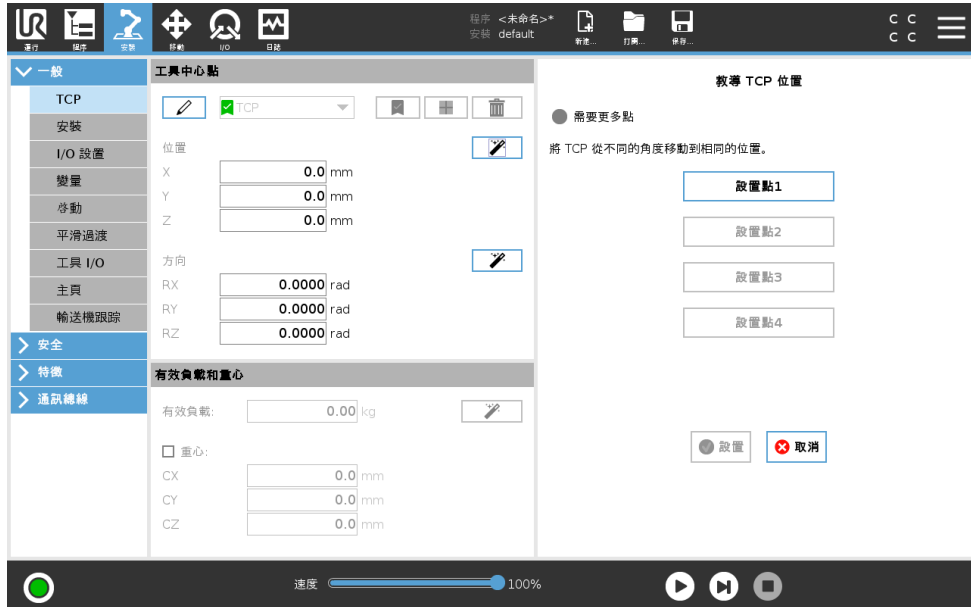 UR
程序 <未命名>*
安裝 default
C C
C C
運行
程序
安裝
移動
I/O
日誌
新建...
打開...
保存...
一般
TCP
安裝
I/O 設置
變量
啓動
平滑過渡
工具 I/O
主頁
輸送機跟踪
安全
特徵
通訊總線
工具中心點
TCP
位置
X 0.0 mm
Y 0.0 mm
Z 0.0 mm
方向
RX 0.0000 rad
RY 0.0000 rad
RZ 0.0000 rad
有效負載和重心
有效負載: 0.00 kg
重心:
CX 0.0 mm
CY 0.0 mm
CZ 0.0 mm
教導 TCP 位置
需要更多點
將 TCP 從不同的角度移動到相同的位置。
設置點1
設置點2
設置點3
設置點4
設置
取消
速度 100%